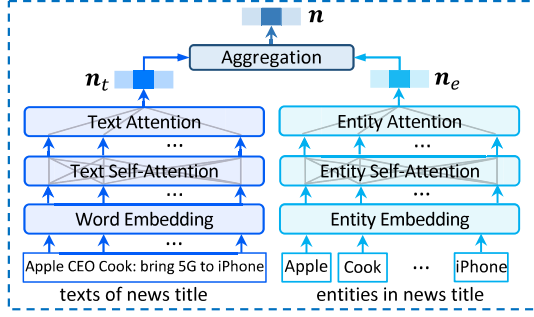 n
Aggregation
n_t
n_e
Text Attention
Entity Attention
...
...
Text Self-Attention
Entity Self-Attention
...
...
Word Embedding
Entity Embedding
...
...
Apple CEO Cook: bring 5G to iPhone
Apple
Cook
...
iPhone
texts of news title
entities in news title